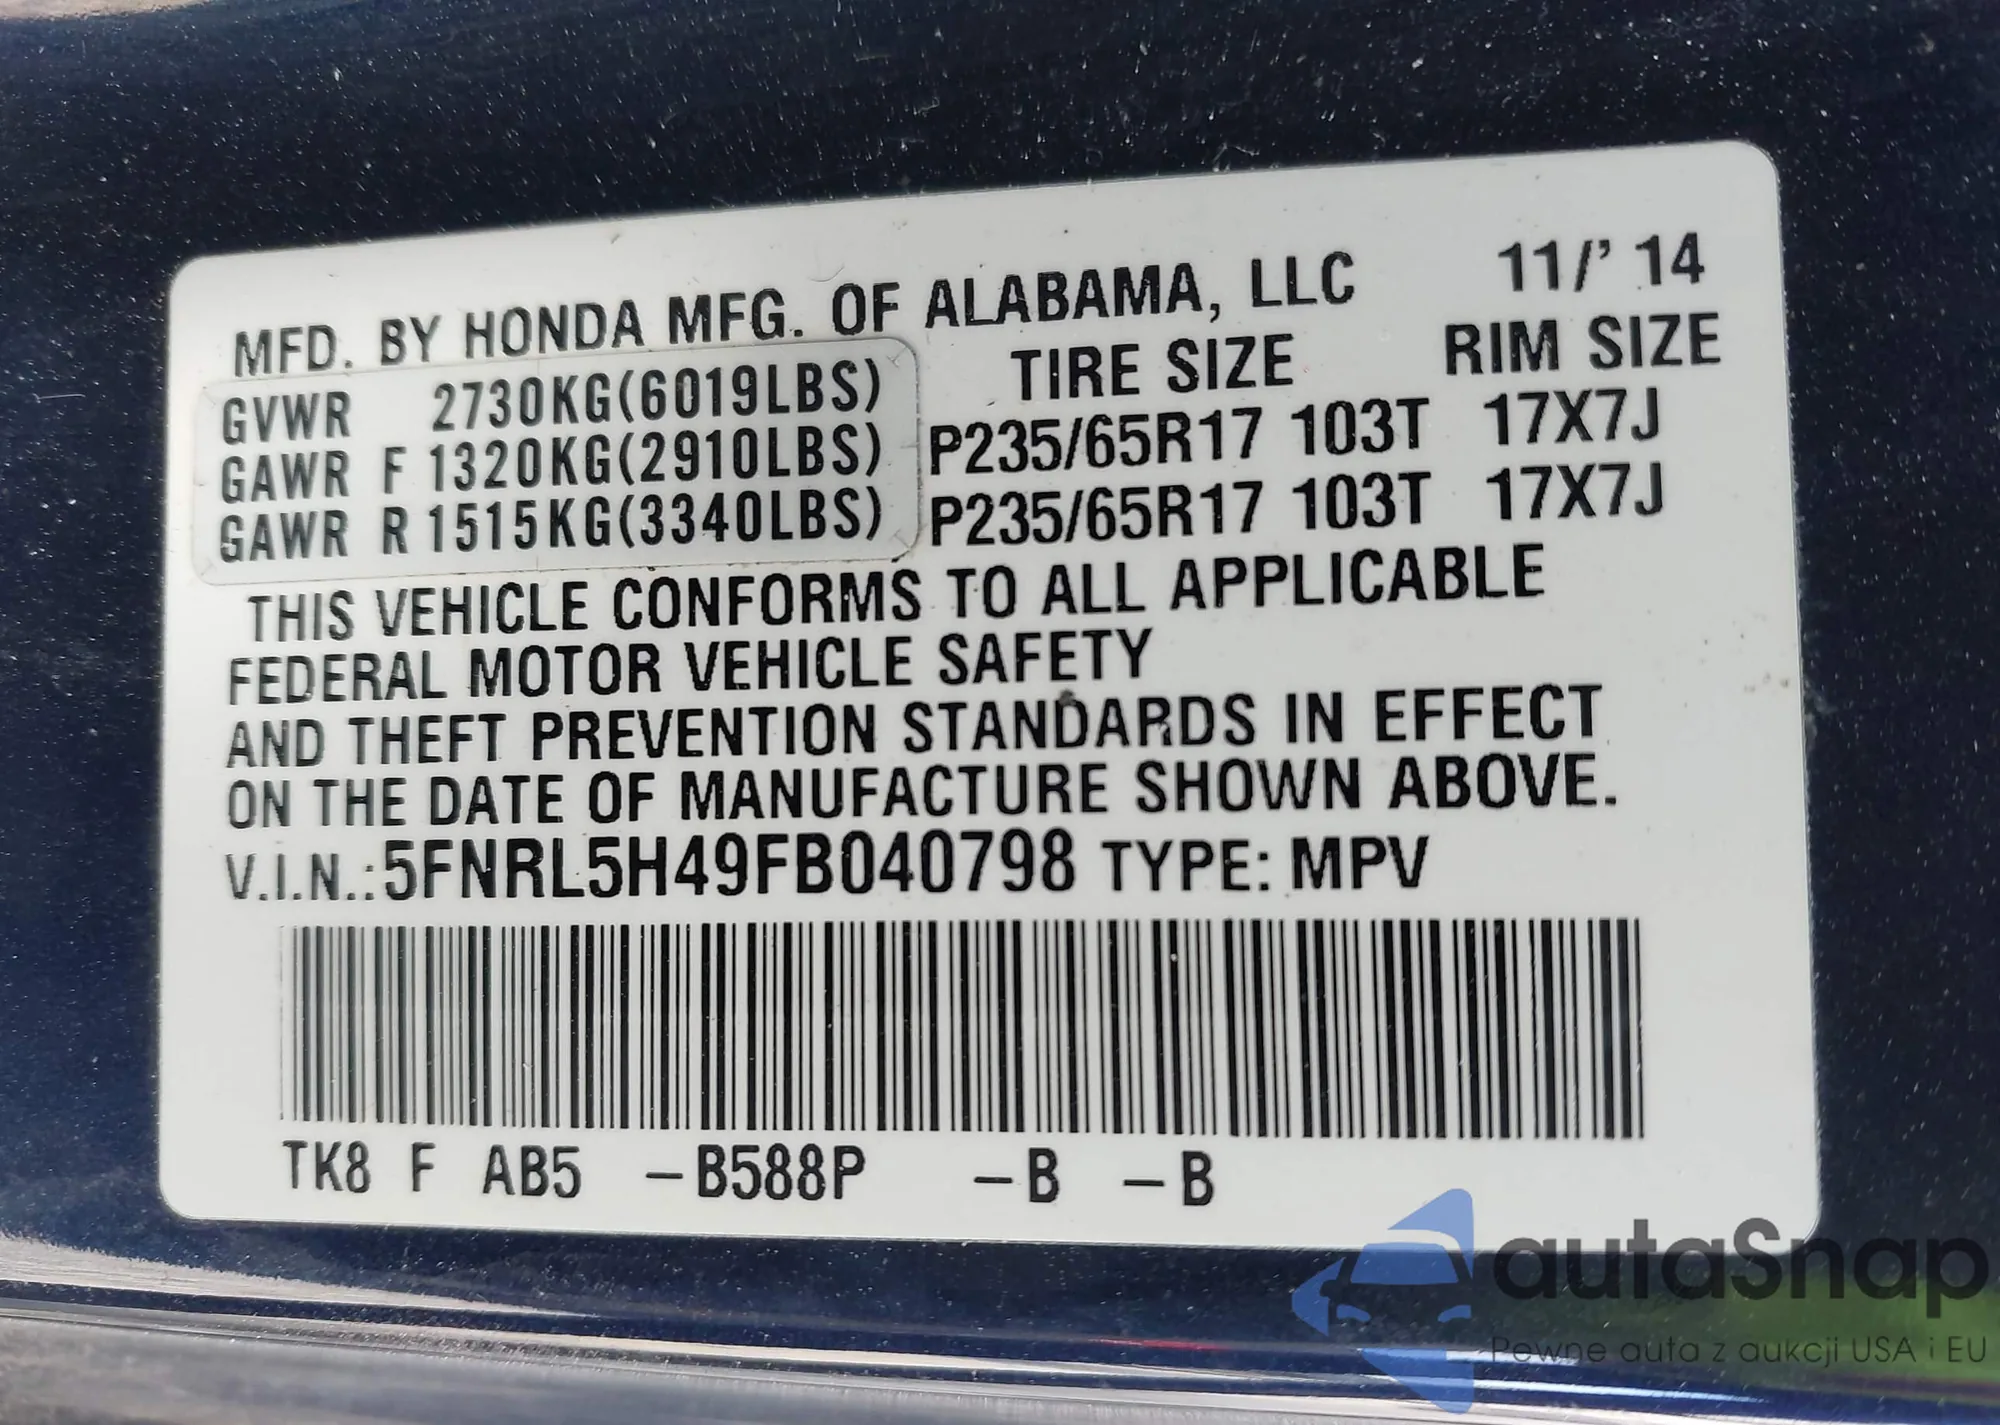 MFD. BY HONDA MFG. OF ALABAMA, LLC 11/' 14
TIRE SIZE RIM SIZE
GVWR 2730KG(6019LBS)
GAWR F 1320KG(2910LBS) P235/65R17 103T 17X7J
GAWR R 1515KG(3340LBS) P235/65R17 103T 17X7J
THIS VEHICLE CONFORMS TO ALL APPLICABLE
FEDERAL MOTOR VEHICLE SAFETY
AND THEFT PREVENTION STANDARDS IN EFFECT
ON THE DATE OF MANUFACTURE SHOWN ABOVE.
V.I.N.:5FNRL5H49FB040798 TYPE: MPV
TK8 F AB5 –B588P –B –B
autaSnap
Pewne auta z aukcji USA i EU